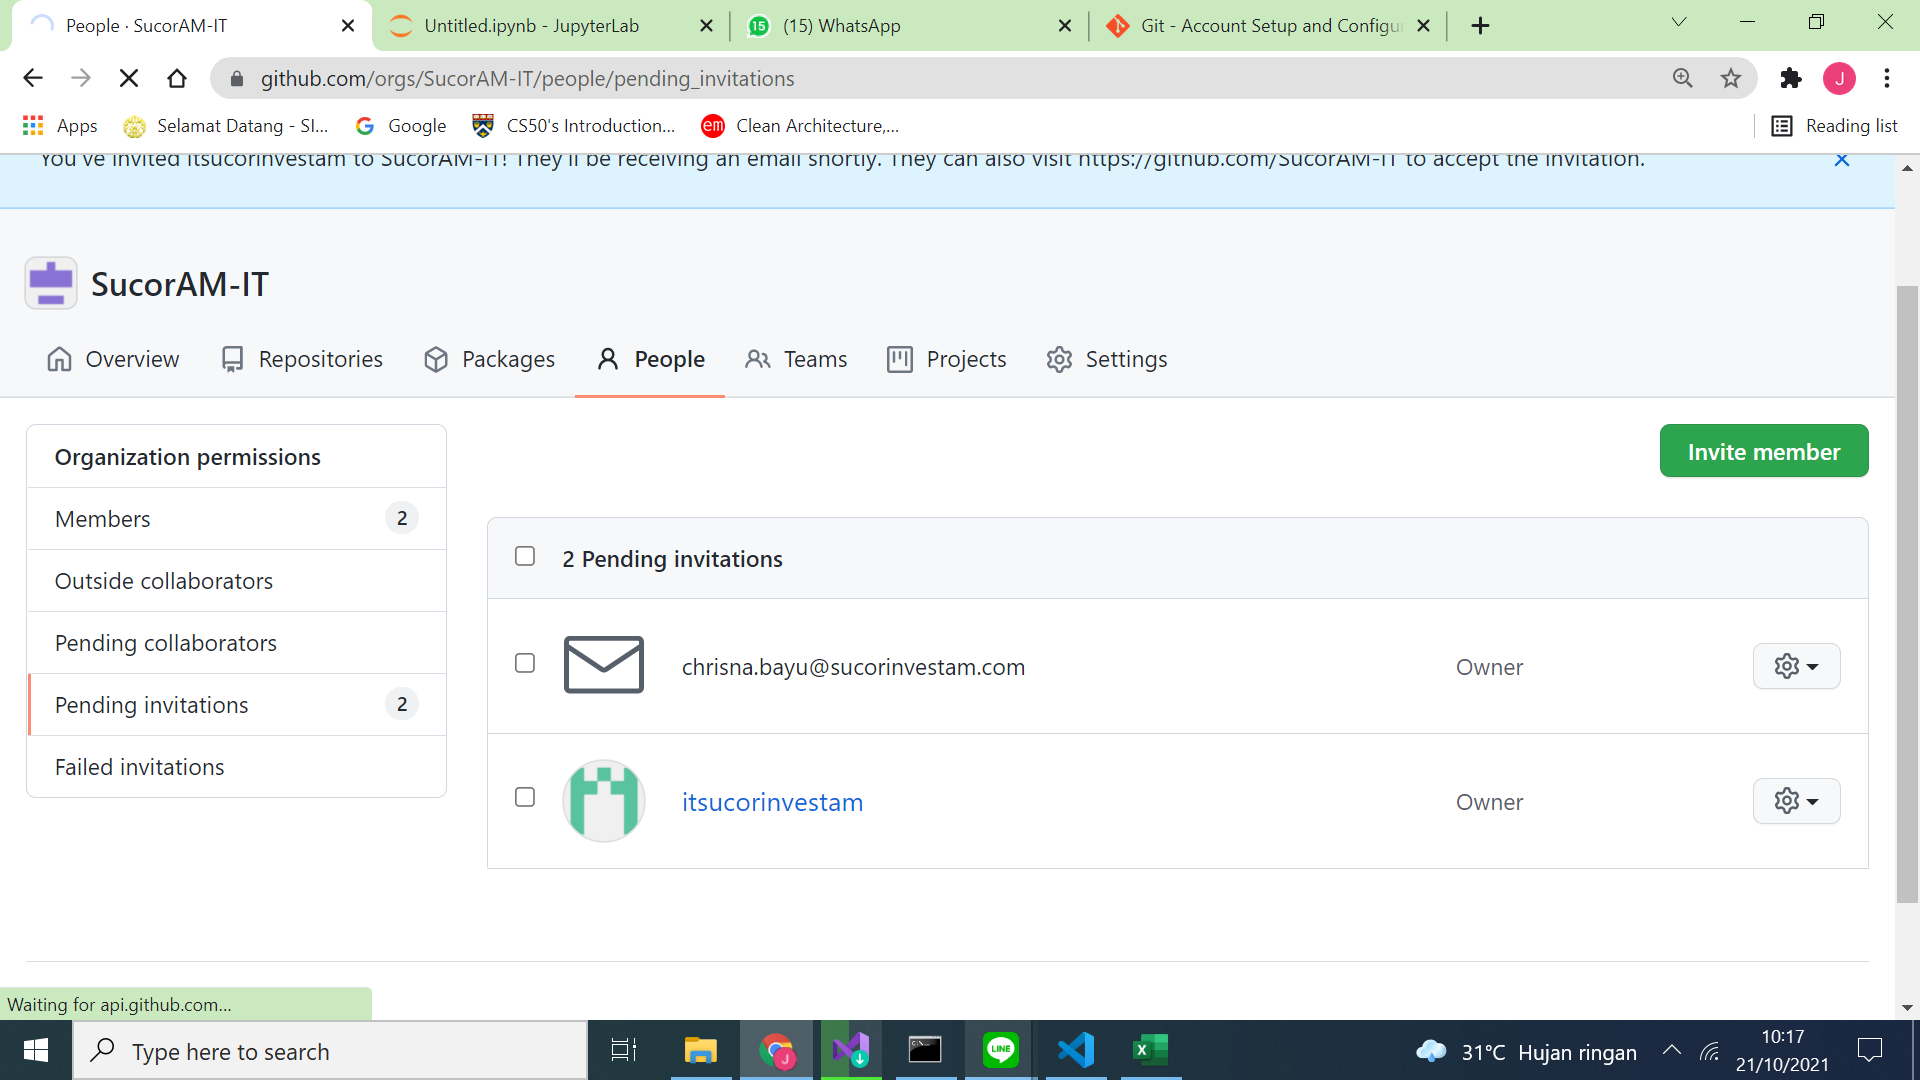 People · SucorAM-IT
Untitled.ipynb - JupyterLab
15
(15) WhatsApp
Git - Account Setup and Configu
github.com/orgs/SucorAM-IT/people/pending_invitations
J
Apps
Selamat Datang - SI...
Google
CS50's Introduction...
em
Clean Architecture,...
Reading list
You've invited itsucorinvestam to SucorAM-IT! They'll be receiving an email shortly. They can also visit https://github.com/SucorAM-IT to accept the invitation.
SucorAM-IT
Overview
Repositories
Packages
People
Teams
Projects
Settings
Organization permissions
Members 2
Outside collaborators
Pending collaborators
Pending invitations 2
Failed invitations
Invite member
2 Pending invitations
chrisna.bayu@sucorinvestam.com Owner
itsucorinvestam Owner
Waiting for api.github.com...
Type here to search
J
LINE
31°C Hujan ringan
10:17
21/10/2021